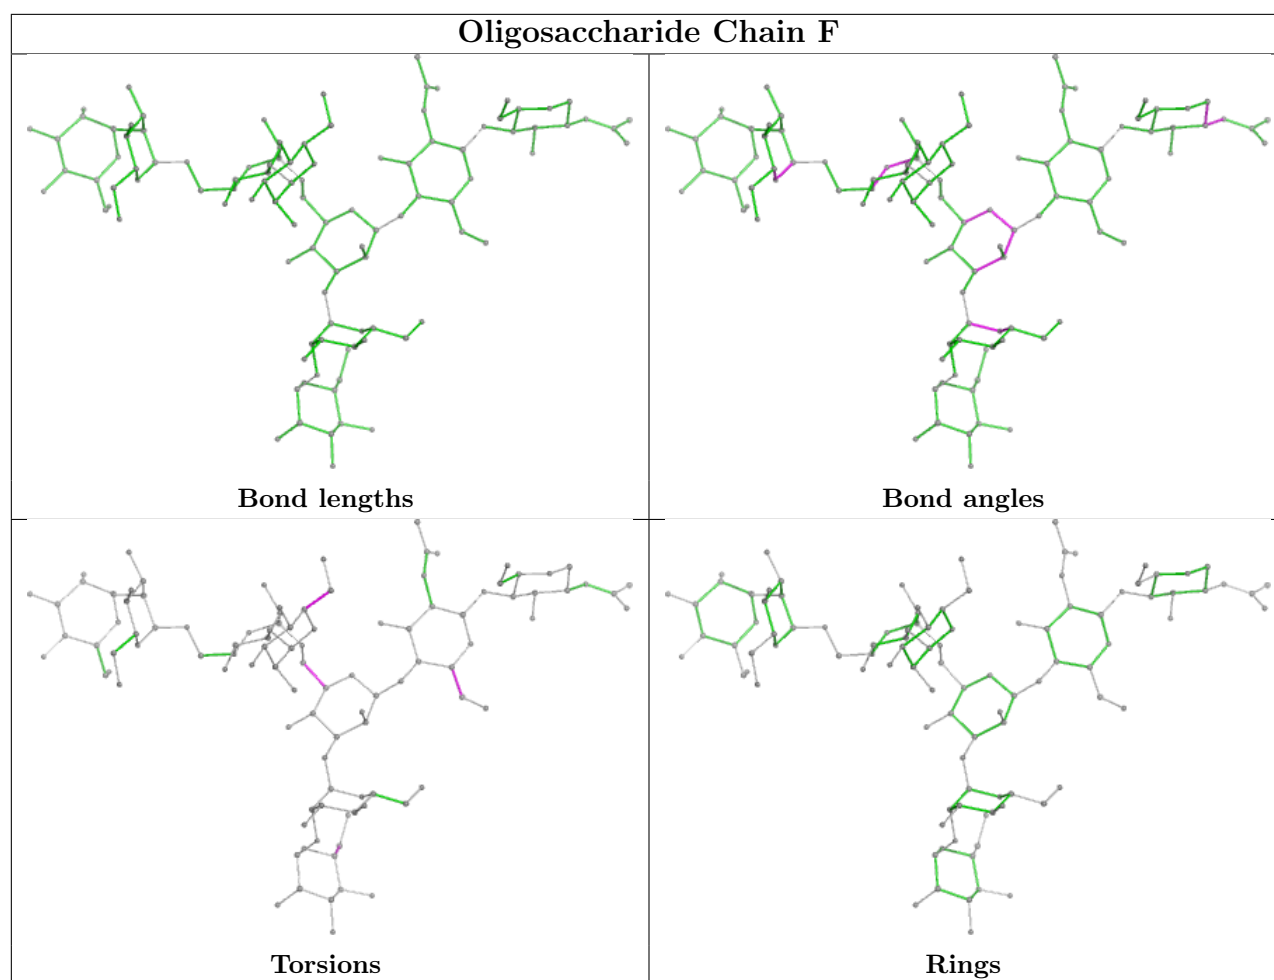 Oligosaccharide Chain F
Bond lengths
Bond angles
Torsions
Rings